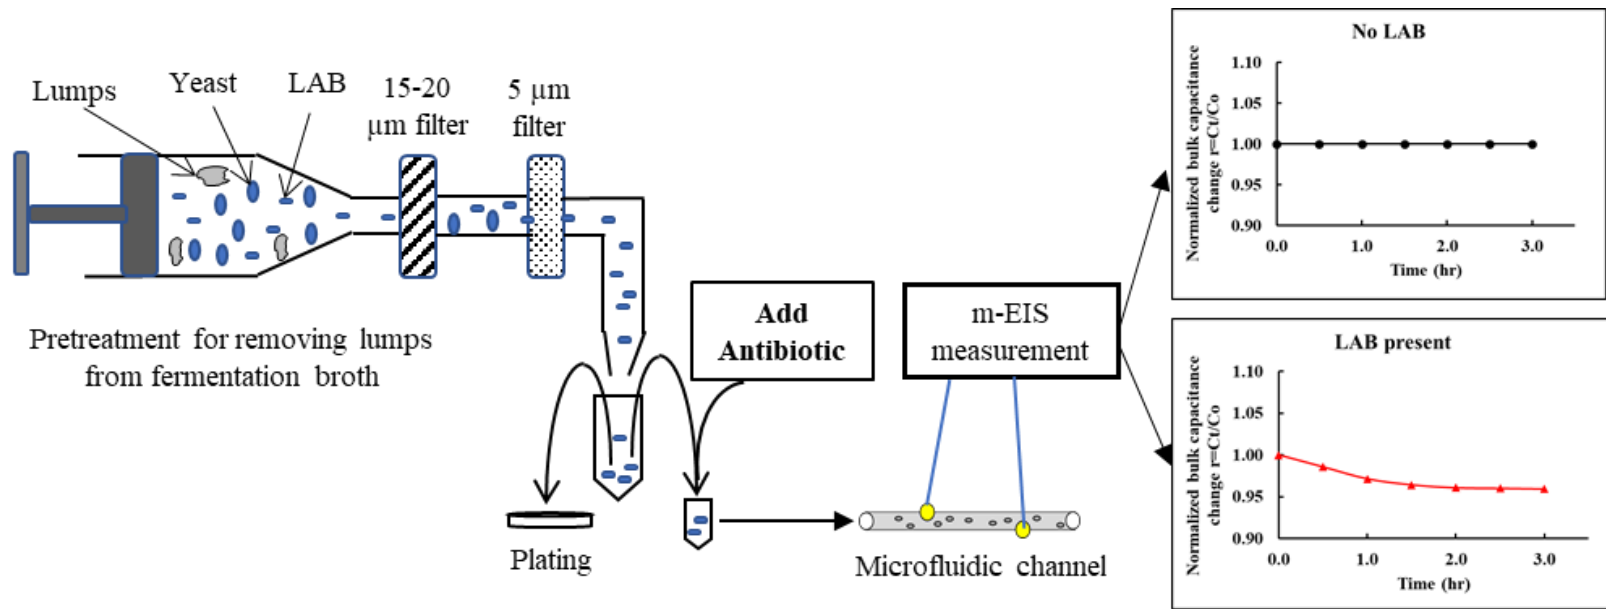 Lumps
Yeast
LAB
15-20
µm filter
5 µm
filter
Pretreatment for removing lumps
from fermentation broth
Add
Antibiotic
m-EIS
measurement
Plating
Microfluidic channel
No LAB
Normalized bulk capacitance
change r=Ct/Co
1.10
1.05
1.00
0.95
0.90
0.0 1.0 2.0 3.0
Time (hr)
LAB present
Normalized bulk capacitance
change r=Ct/Co
1.10
1.05
1.00
0.95
0.90
0.0 1.0 2.0 3.0
Time (hr)